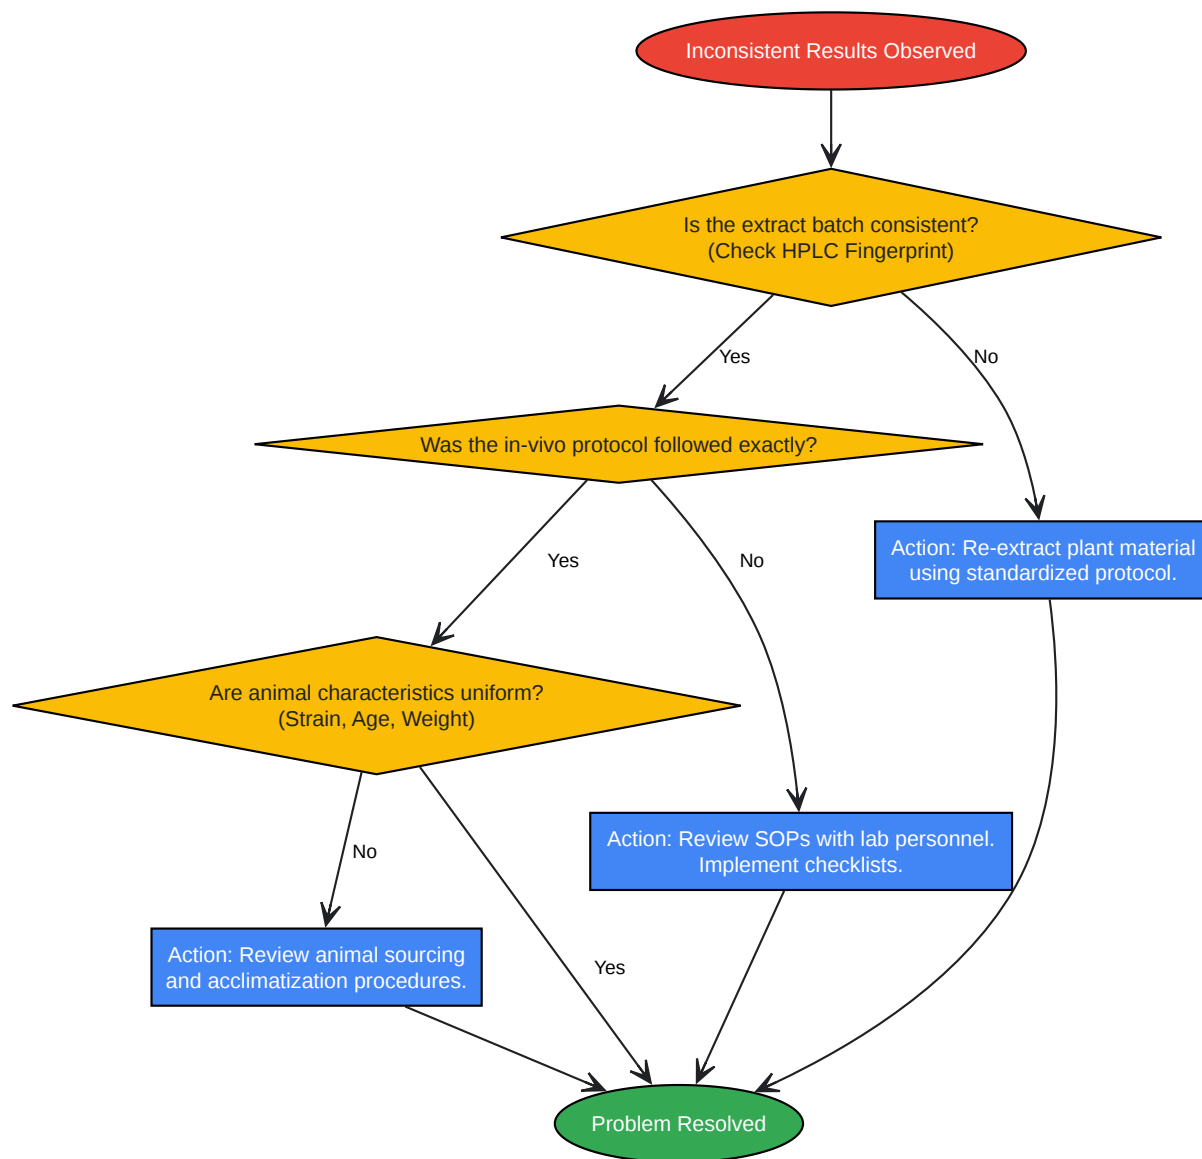 Inconsistent Results Observed
Is the extract batch consistent?
(Check HPLC Fingerprint)
Yes
No
Was the in-vivo protocol followed exactly?
Action: Re-extract plant material
using standardized protocol.
Yes
No
Are animal characteristics uniform?
(Strain, Age, Weight)
Action: Review SOPs with lab personnel.
Implement checklists.
No
Yes
Action: Review animal sourcing
and acclimatization procedures.
Problem Resolved